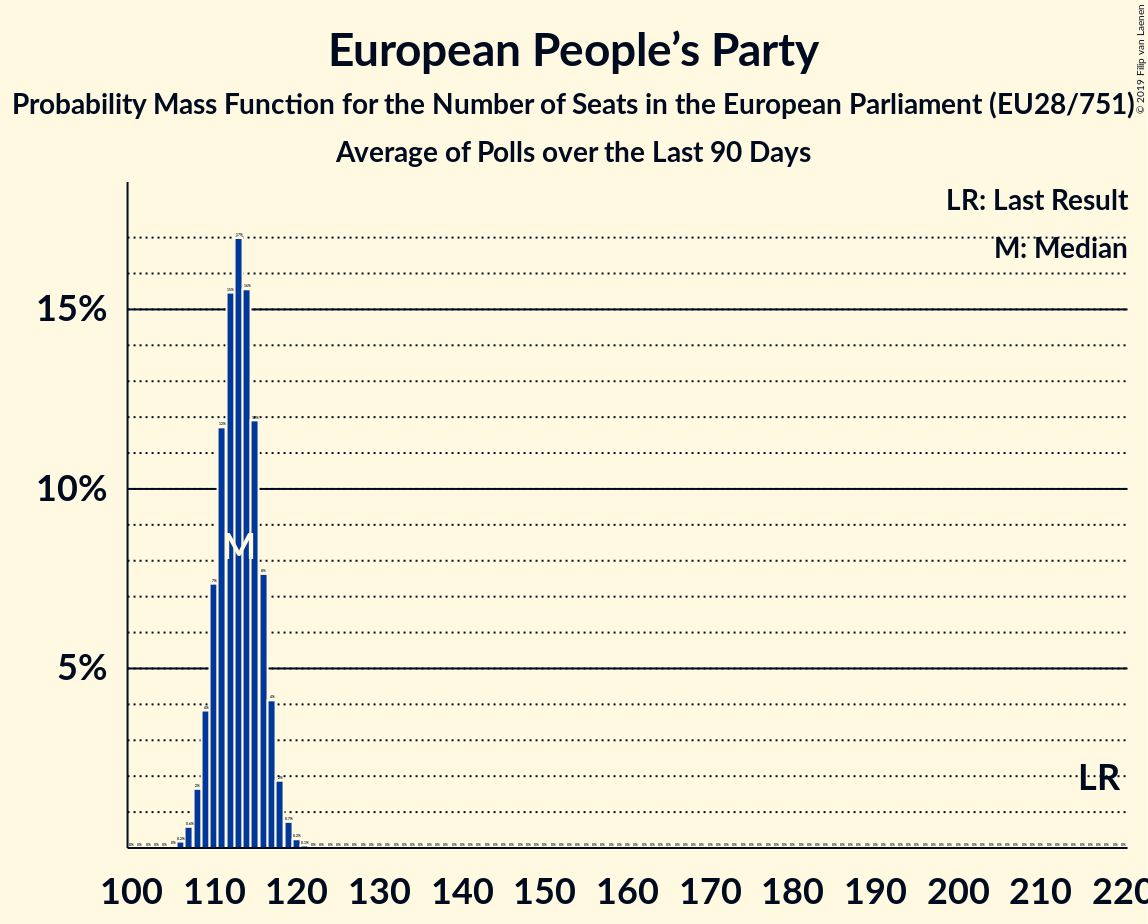 European People’s Party
Probability Mass Function for the Number of Seats in the European Parliament (EU28/751)
Average of Polls over the Last 90 Days
© 2019 Filip van Laenen
LR: Last Result
M: Median
15%
10%
5%
M
LR
100 110 120 130 140 150 160 170 180 190 200 210 220